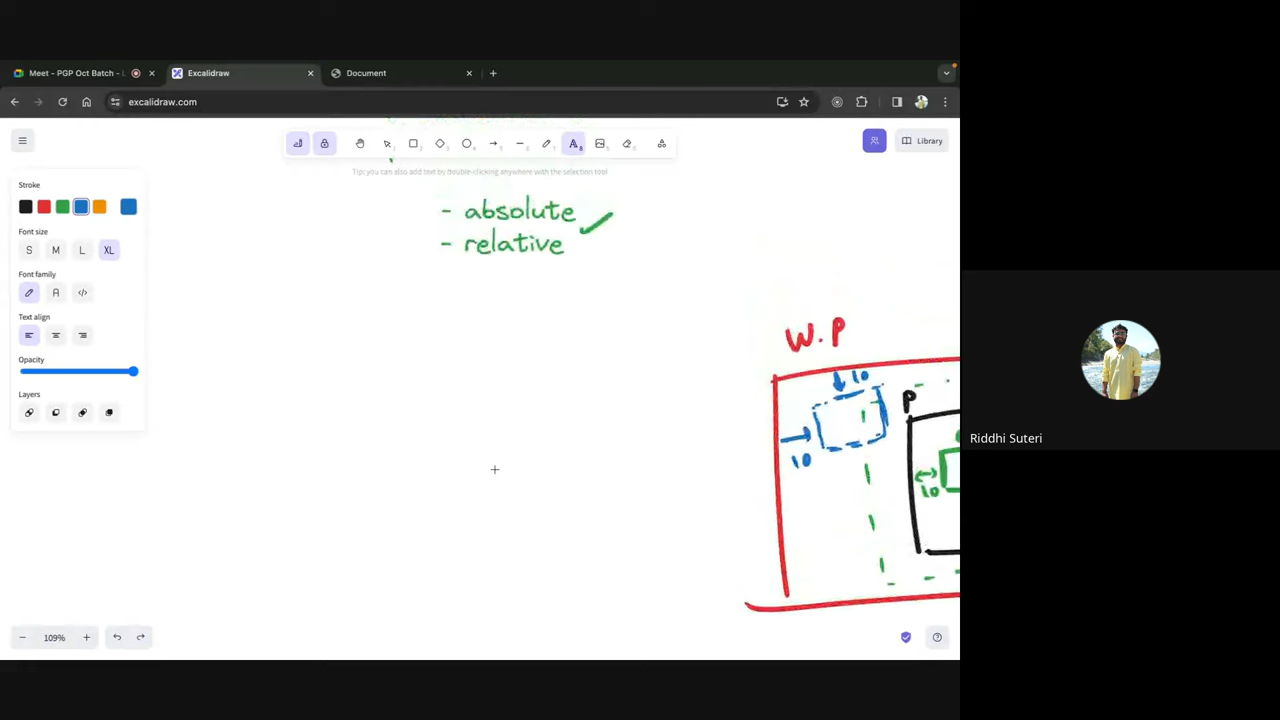 Meet - PGP Oct Batch -
Excalidraw
Document
excalidraw.com
Library
Tip: you can also add text by double-clicking anywhere with the selection tool
Stroke
Font size
S M L XL
Font family
A </>
Text align
Opacity
Layers
- absolute
- relative
W.P
10
10
P
10
109%
Riddhi Suteri